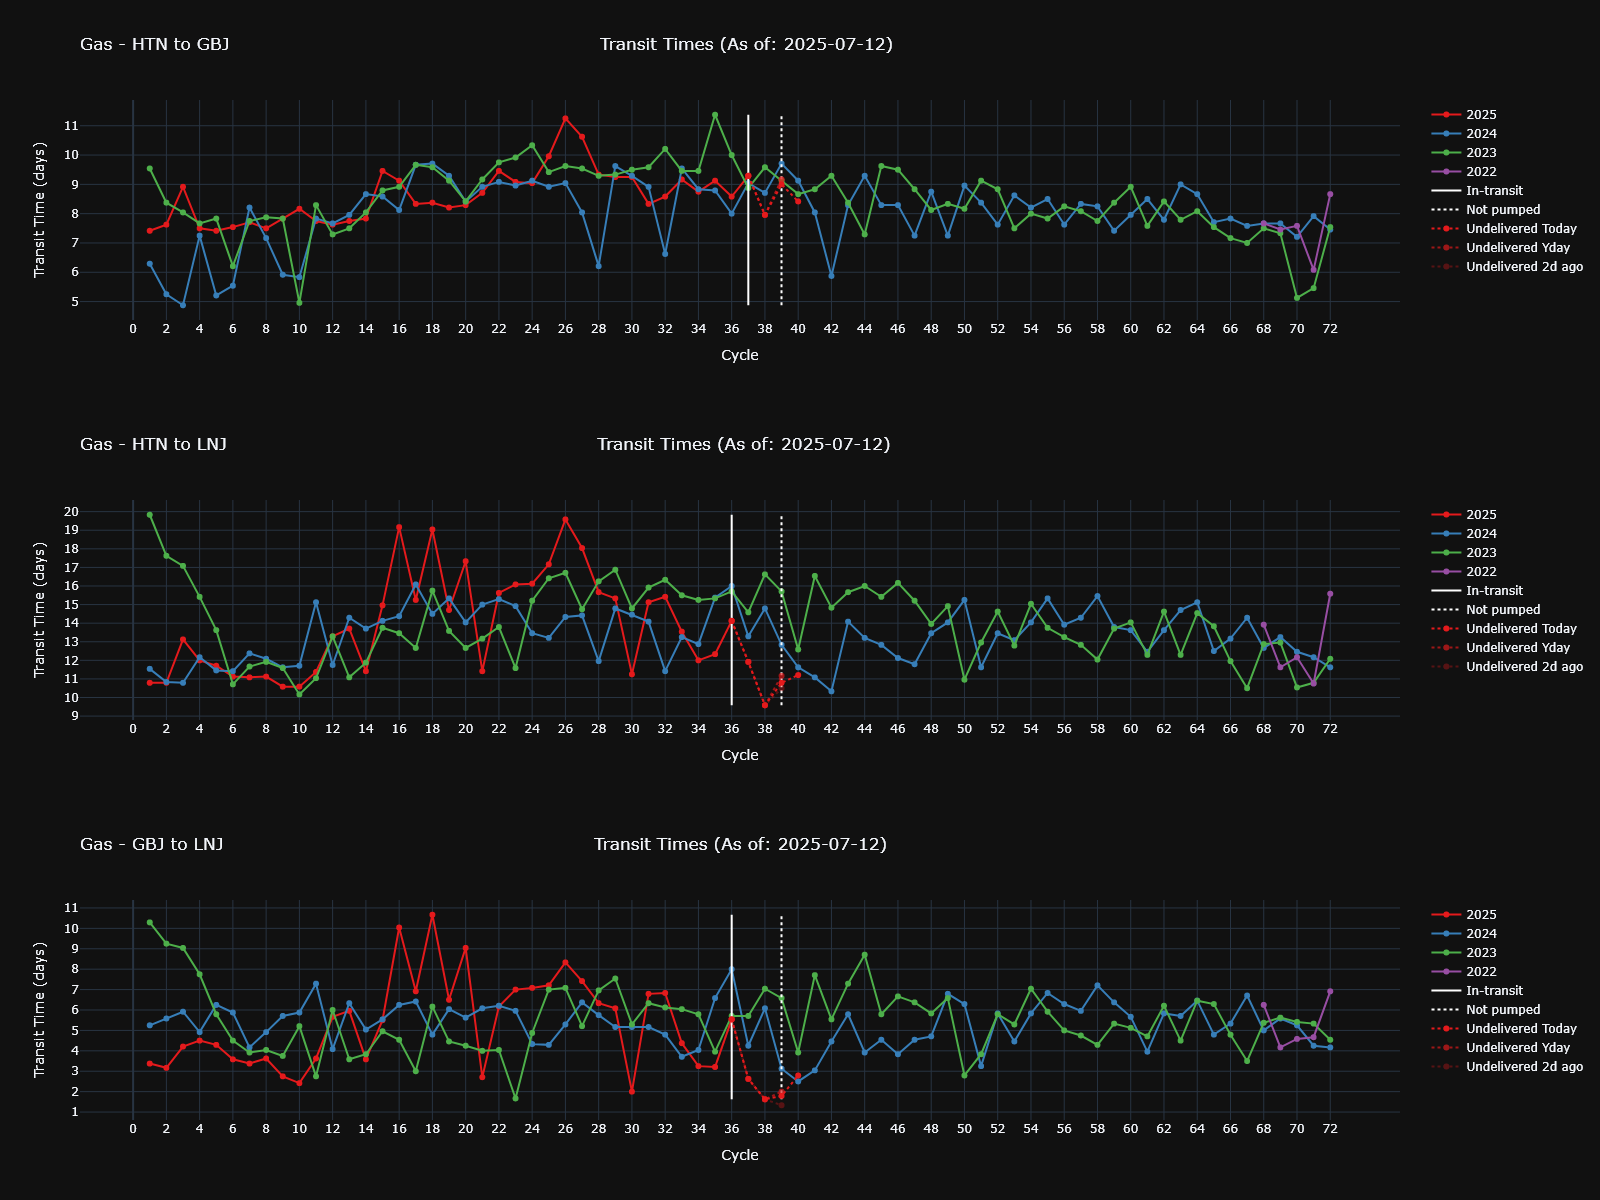 Gas - HTN to GBJ
Transit Times (As of: 2025-07-12)
Transit Time (days)
11
10
9
8
7
6
5
0 2 4 6 8 10 12 14 16 18 20 22 24 26 28 30 32 34 36 38 40 42 44 46 48 50 52 54 56 58 60 62 64 66 68 70 72
Cycle
2025
2024
2023
2022
In-transit
Not pumped
Undelivered Today
Undelivered Yday
Undelivered 2d ago
Gas - HTN to LNJ
Transit Times (As of: 2025-07-12)
Transit Time (days)
20
19
18
17
16
15
14
13
12
11
10
9
0 2 4 6 8 10 12 14 16 18 20 22 24 26 28 30 32 34 36 38 40 42 44 46 48 50 52 54 56 58 60 62 64 66 68 70 72
Cycle
2025
2024
2023
2022
In-transit
Not pumped
Undelivered Today
Undelivered Yday
Undelivered 2d ago
Gas - GBJ to LNJ
Transit Times (As of: 2025-07-12)
Transit Time (days)
11
10
9
8
7
6
5
4
3
2
1
0 2 4 6 8 10 12 14 16 18 20 22 24 26 28 30 32 34 36 38 40 42 44 46 48 50 52 54 56 58 60 62 64 66 68 70 72
Cycle
2025
2024
2023
2022
In-transit
Not pumped
Undelivered Today
Undelivered Yday
Undelivered 2d ago